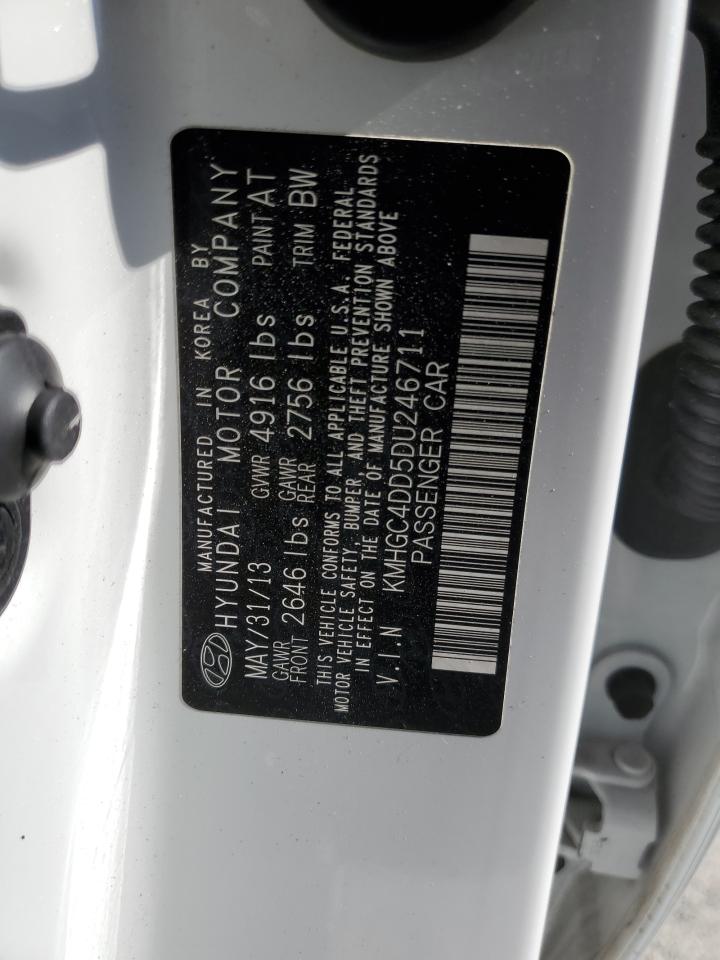 MANUFACTURED IN KOREA BY
HYUNDAI MOTOR COMPANY
MAY/31/13 GVWR 4916 lbs PAINT AT
GAWR FRONT 2646 lbs GAWR REAR 2756 lbs TRIM BW
THIS VEHICLE CONFORMS TO ALL APPLICABLE U.S.A. FEDERAL
MOTOR VEHICLE SAFETY, BUMPER, AND THEFT PREVENTION STANDARDS
IN EFFECT ON THE DATE OF MANUFACTURE SHOWN ABOVE
V.I.N KMHGC4DD5DU246711
PASSENGER CAR